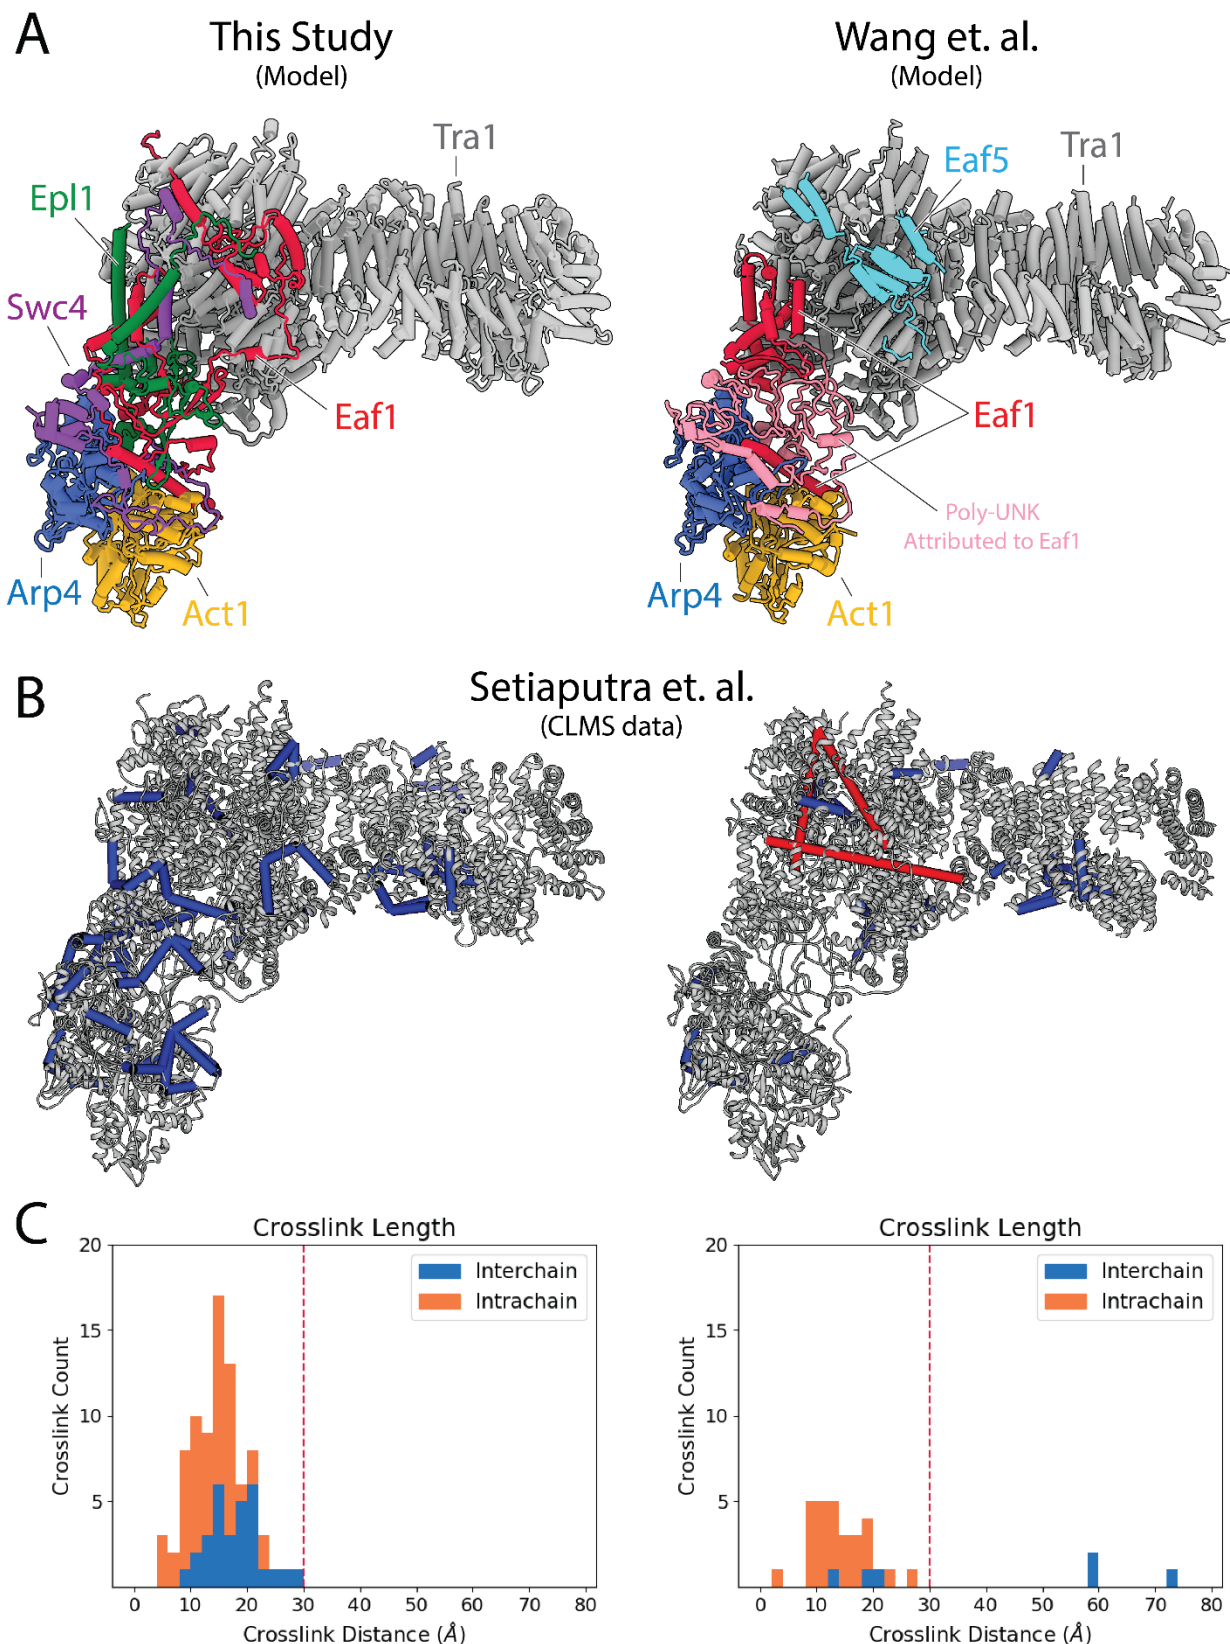 A
This Study
(Model)
Wang et. al.
(Model)
Tra1
Epl1
Swc4
Eaf1
Arp4
Act1
Eaf5
Tra1
Eaf1
Poly-UNK
Attributed to Eaf1
Arp4
Act1
B
Setiaputra et. al.
(CLMS data)
C
Crosslink Length
Interchain
Intrachain
Crosslink Count
20
15
10
5
0 10 20 30 40 50 60 70 80
Crosslink Distance (Å)
Crosslink Length
Interchain
Intrachain
Crosslink Count
20
15
10
5
0 10 20 30 40 50 60 70 80
Crosslink Distance (Å)